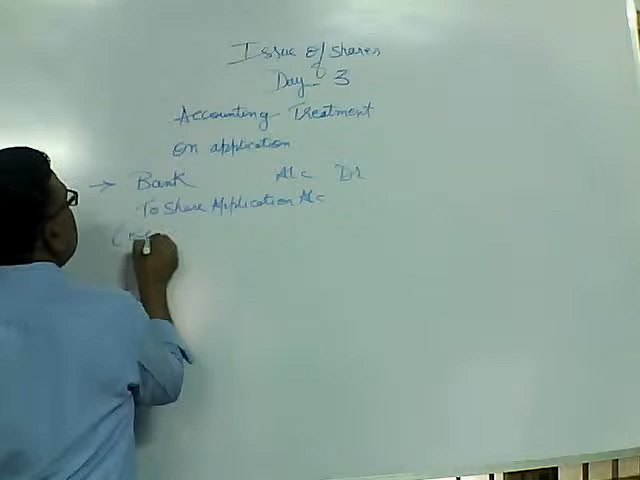 Issue of shares
Day - 3
Accounting Treatment
on application
→ Bank A/c Dr
To Share Application A/c
(